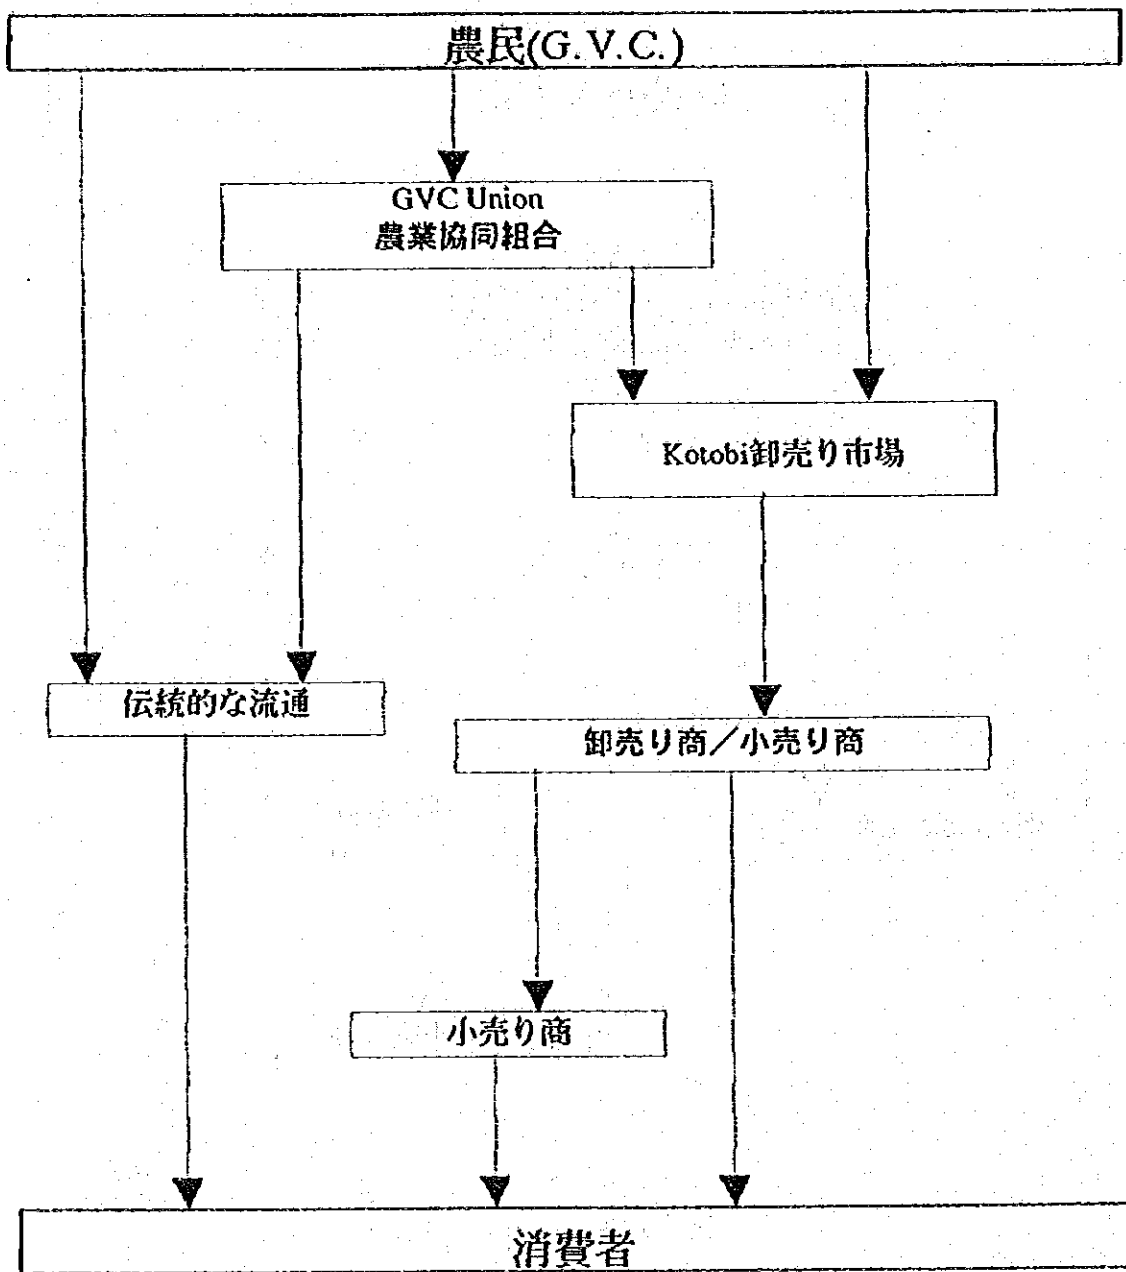 農民(G.V.C.)
GVC Union
農業協同組合
Kotobi卸売り市場
伝統的な流通
卸売り商／小売り商
小売り商
消費者